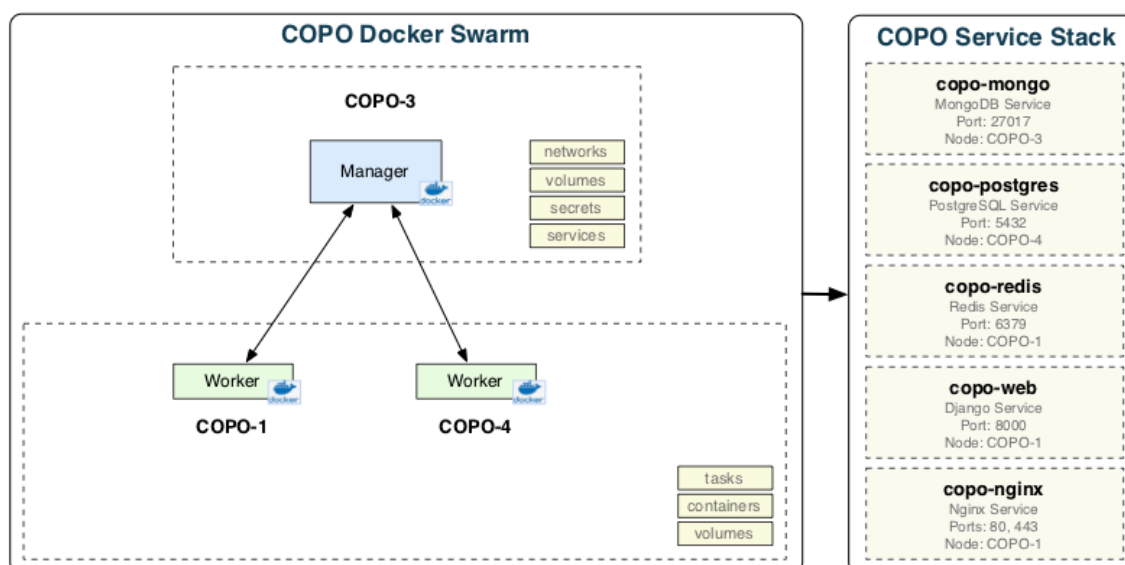 COPO Docker Swarm
COPO-3
Manager
docker
networks
volumes
secrets
services
Worker
docker
COPO-1
Worker
docker
COPO-4
tasks
containers
volumes
COPO Service Stack
copo-mongo
MongoDB Service
Port: 27017
Node: COPO-3
copo-postgres
PostgreSQL Service
Port: 5432
Node: COPO-4
copo-redis
Redis Service
Port: 6379
Node: COPO-1
copo-web
Django Service
Port: 8000
Node: COPO-1
copo-nginx
Nginx Service
Ports: 80, 443
Node: COPO-1